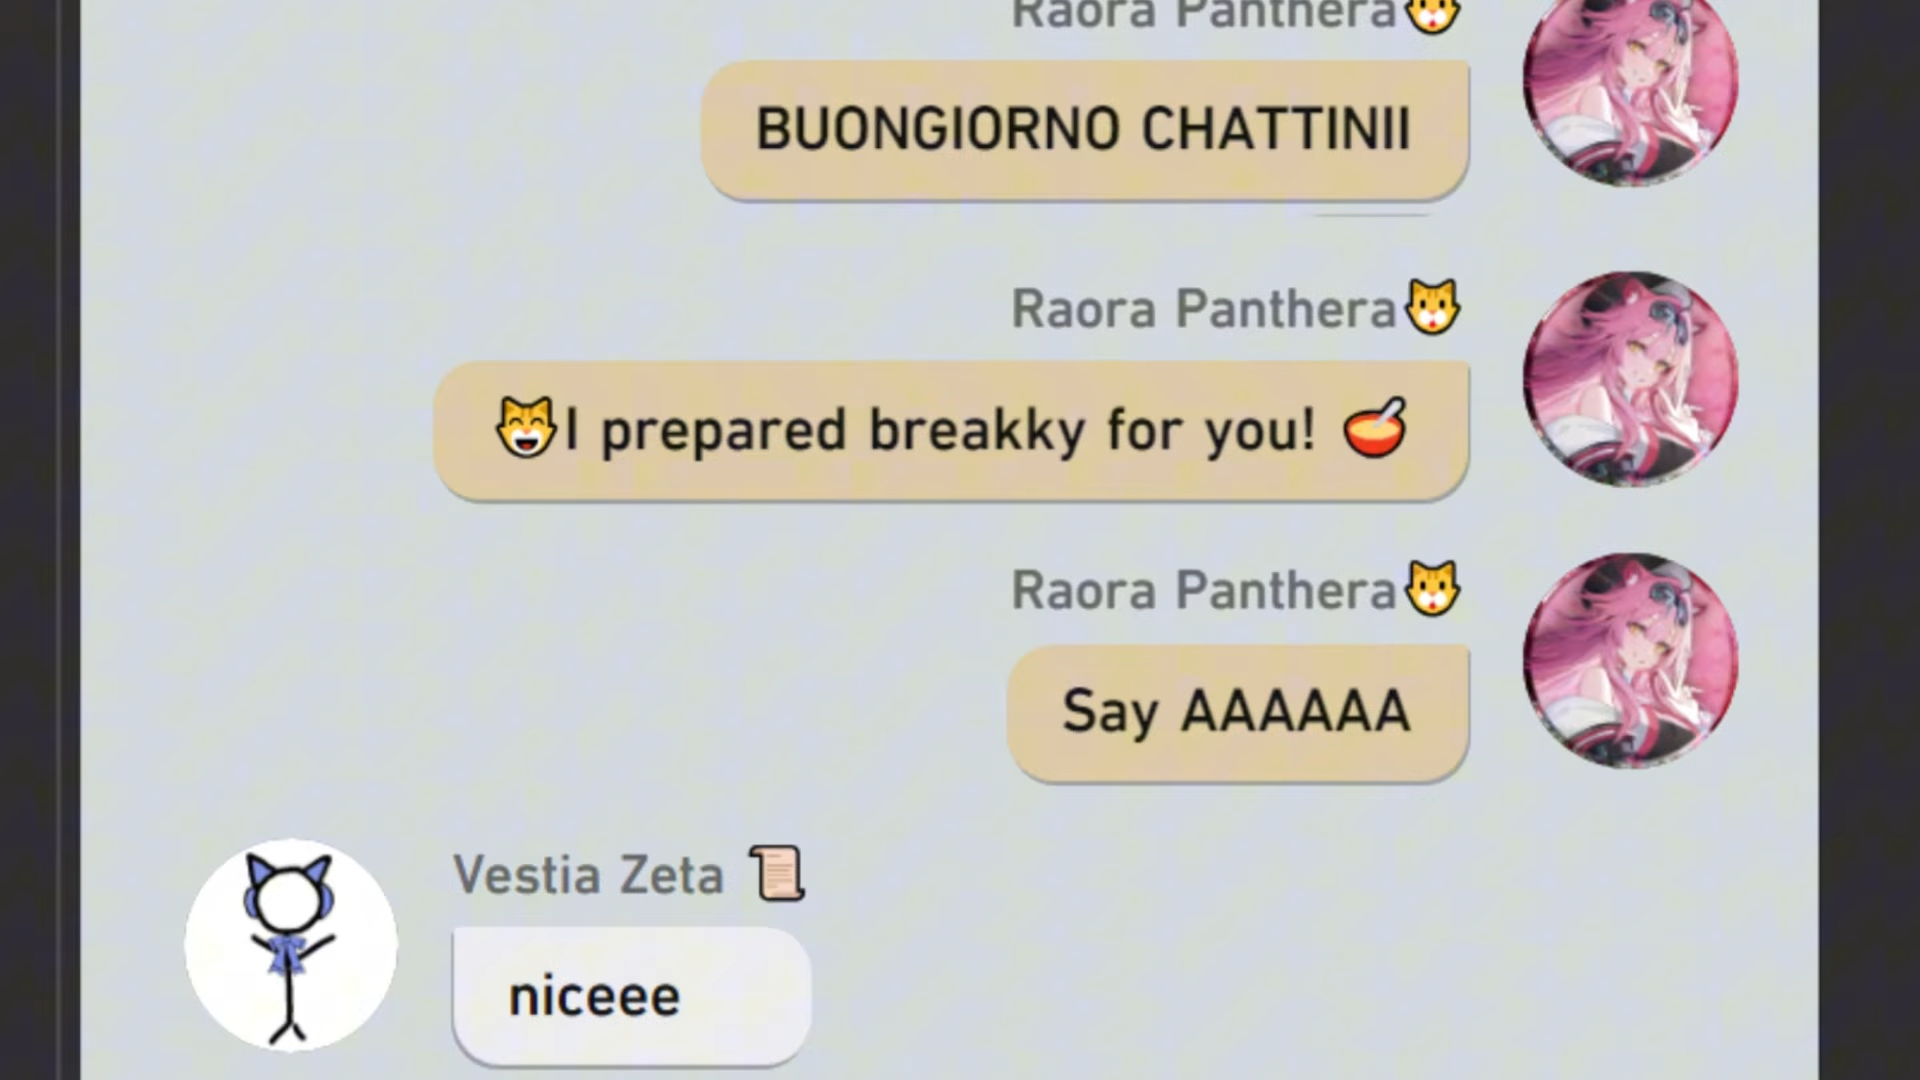 Raora Panthera🐱
BUONGIORNO CHATTINII
Raora Panthera🐱
😸I prepared breakky for you! 🥣
Raora Panthera🐱
Say AAAAAA
Vestia Zeta 📜
niceee